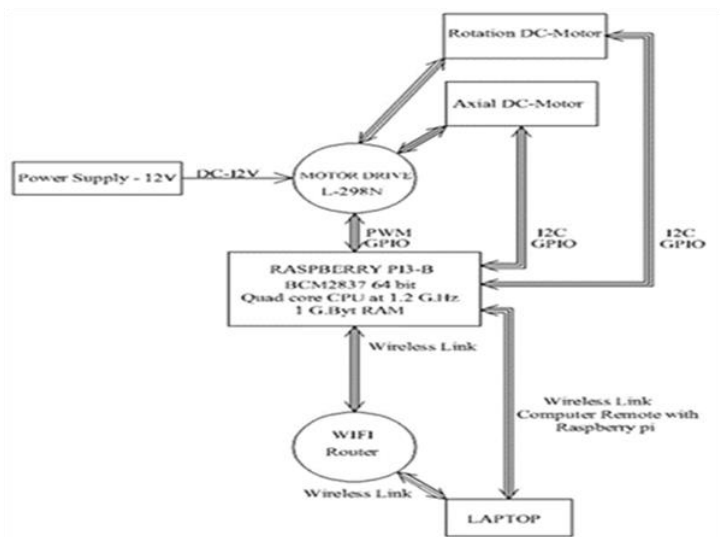 Rotation DC-Motor
Axial DC-Motor
Power Supply - 12V
DC-12V
MOTOR DRIVE
L-298N
PWM
GPIO
I2C
GPIO
I2C
GPIO
RASPBERRY PI3-B
BCM2837 64 bit
Quad core CPU at 1.2 G.Hz
1 G.Byt RAM
Wireless Link
Wireless Link
Computer Remote with
Raspberry pi
WIFI
Router
Wireless Link
LAPTOP